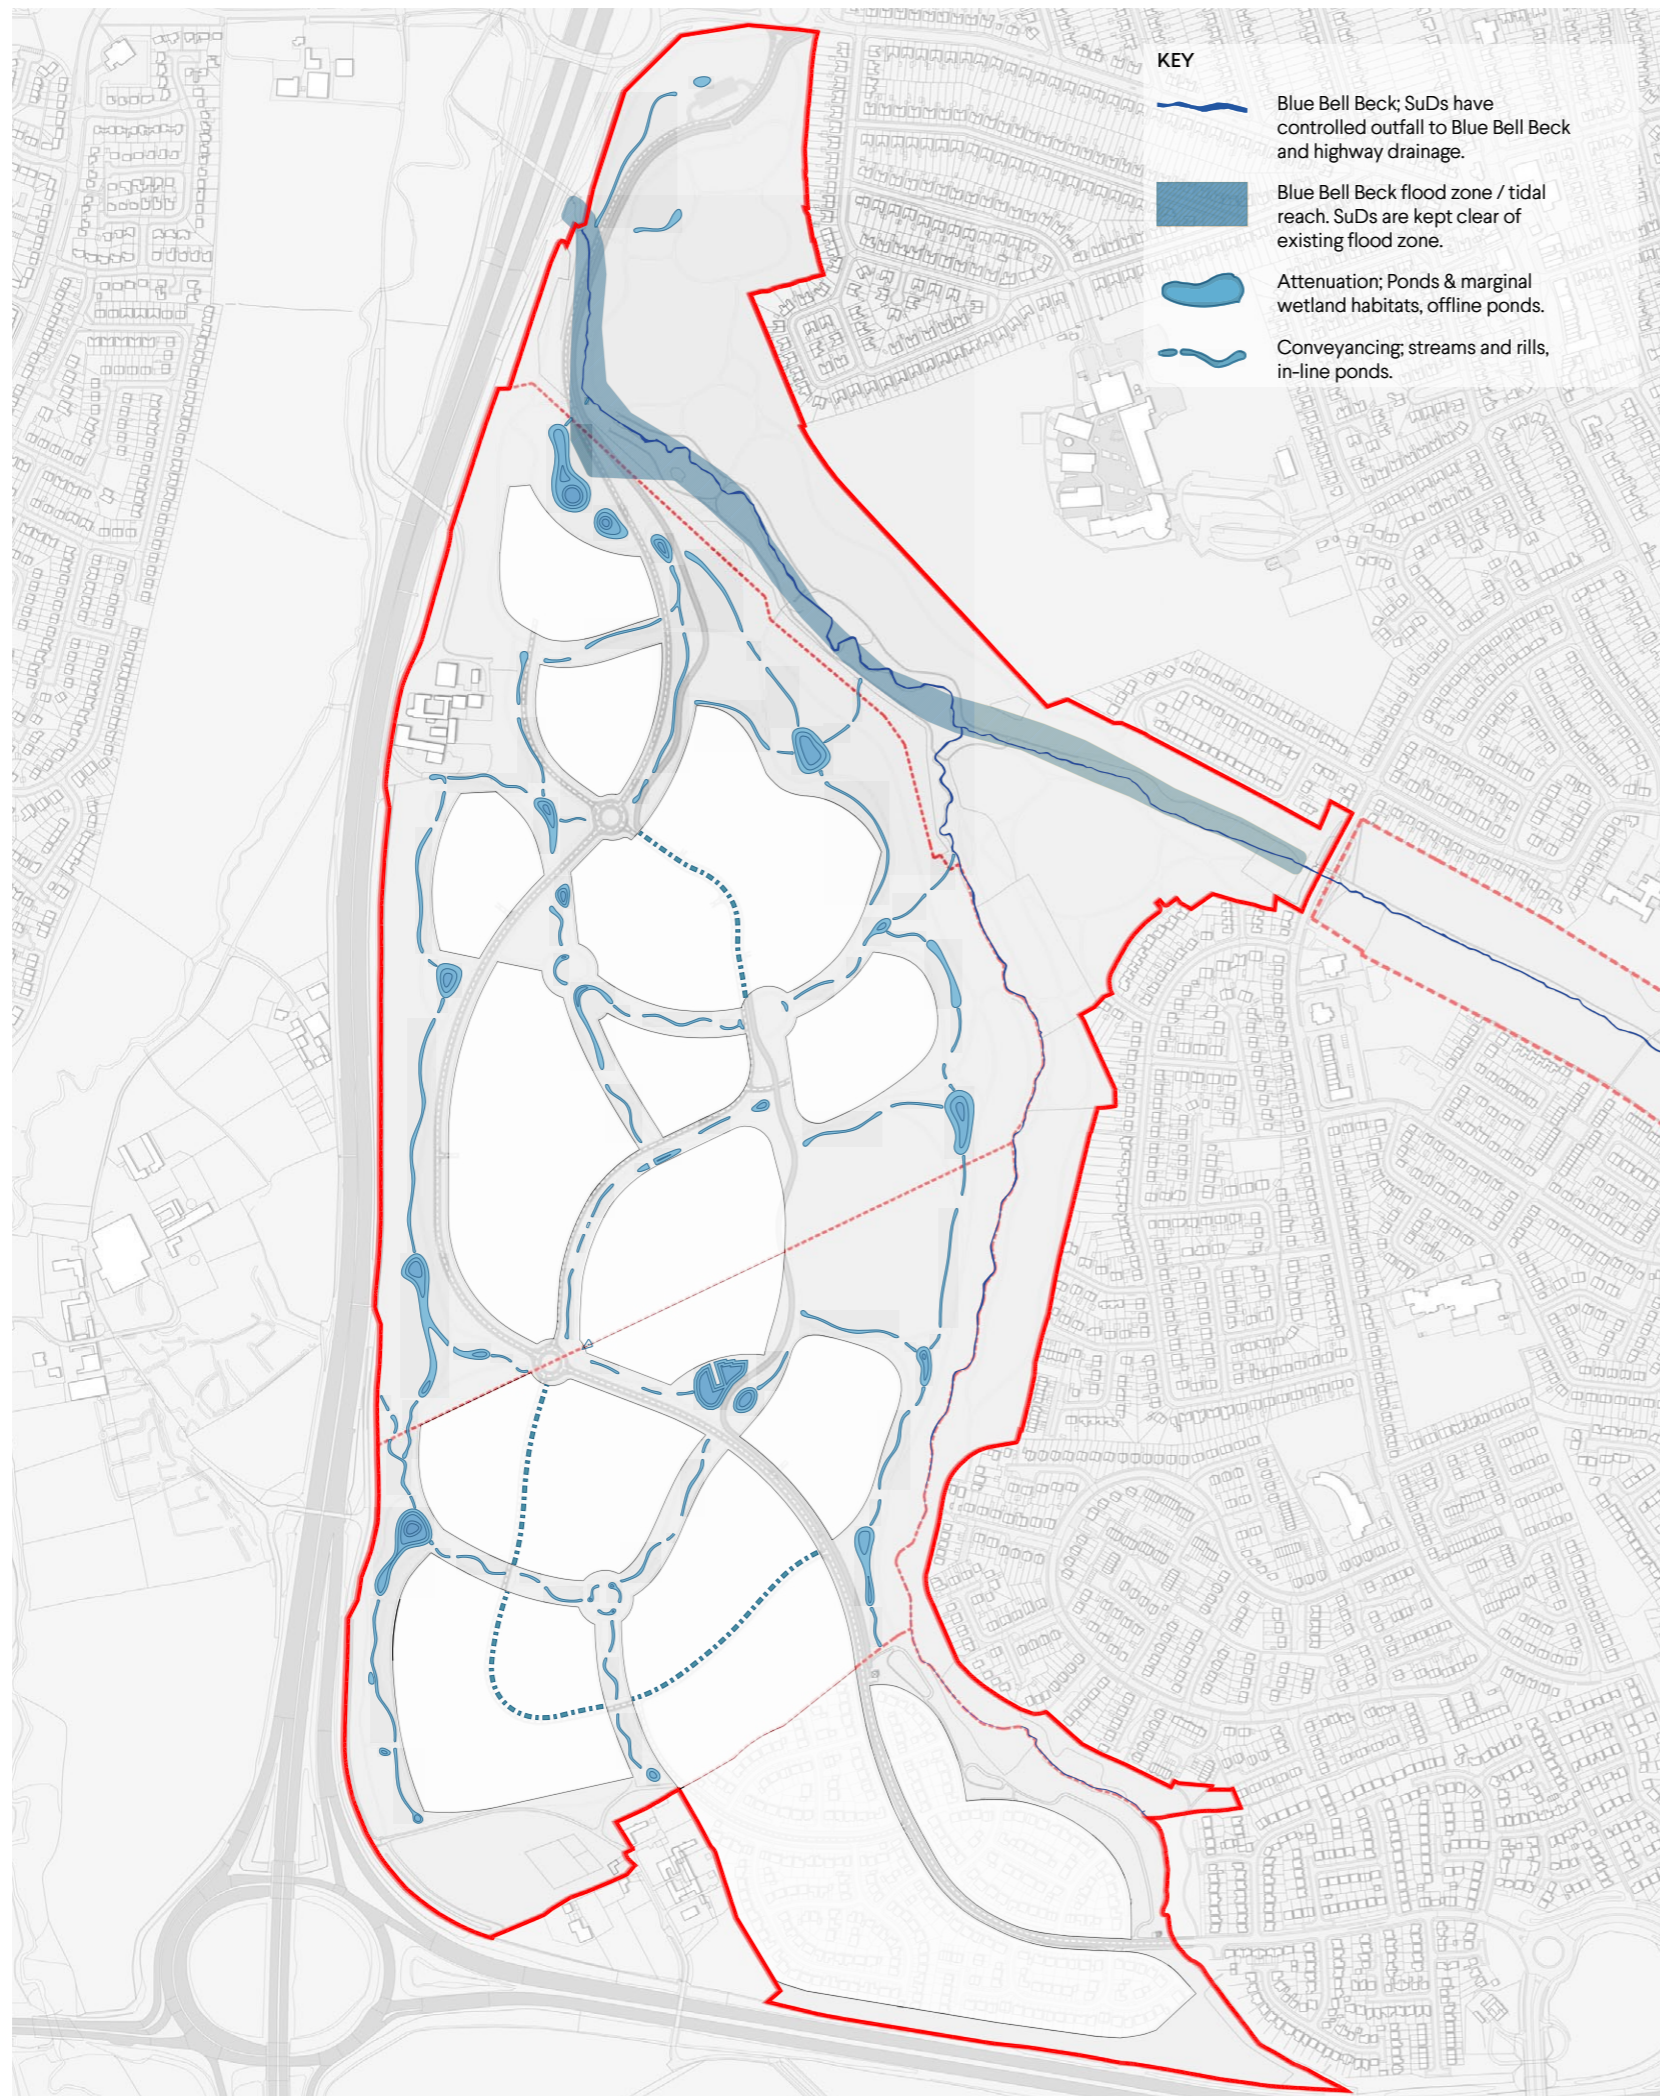 KEY
Blue Bell Beck; SuDs have
controlled outfall to Blue Bell Beck
and highway drainage.
Blue Bell Beck flood zone / tidal
reach. SuDs are kept clear of
existing flood zone.
Attenuation; Ponds & marginal
wetland habitats, offline ponds.
Conveyancing; streams and rills,
in-line ponds.